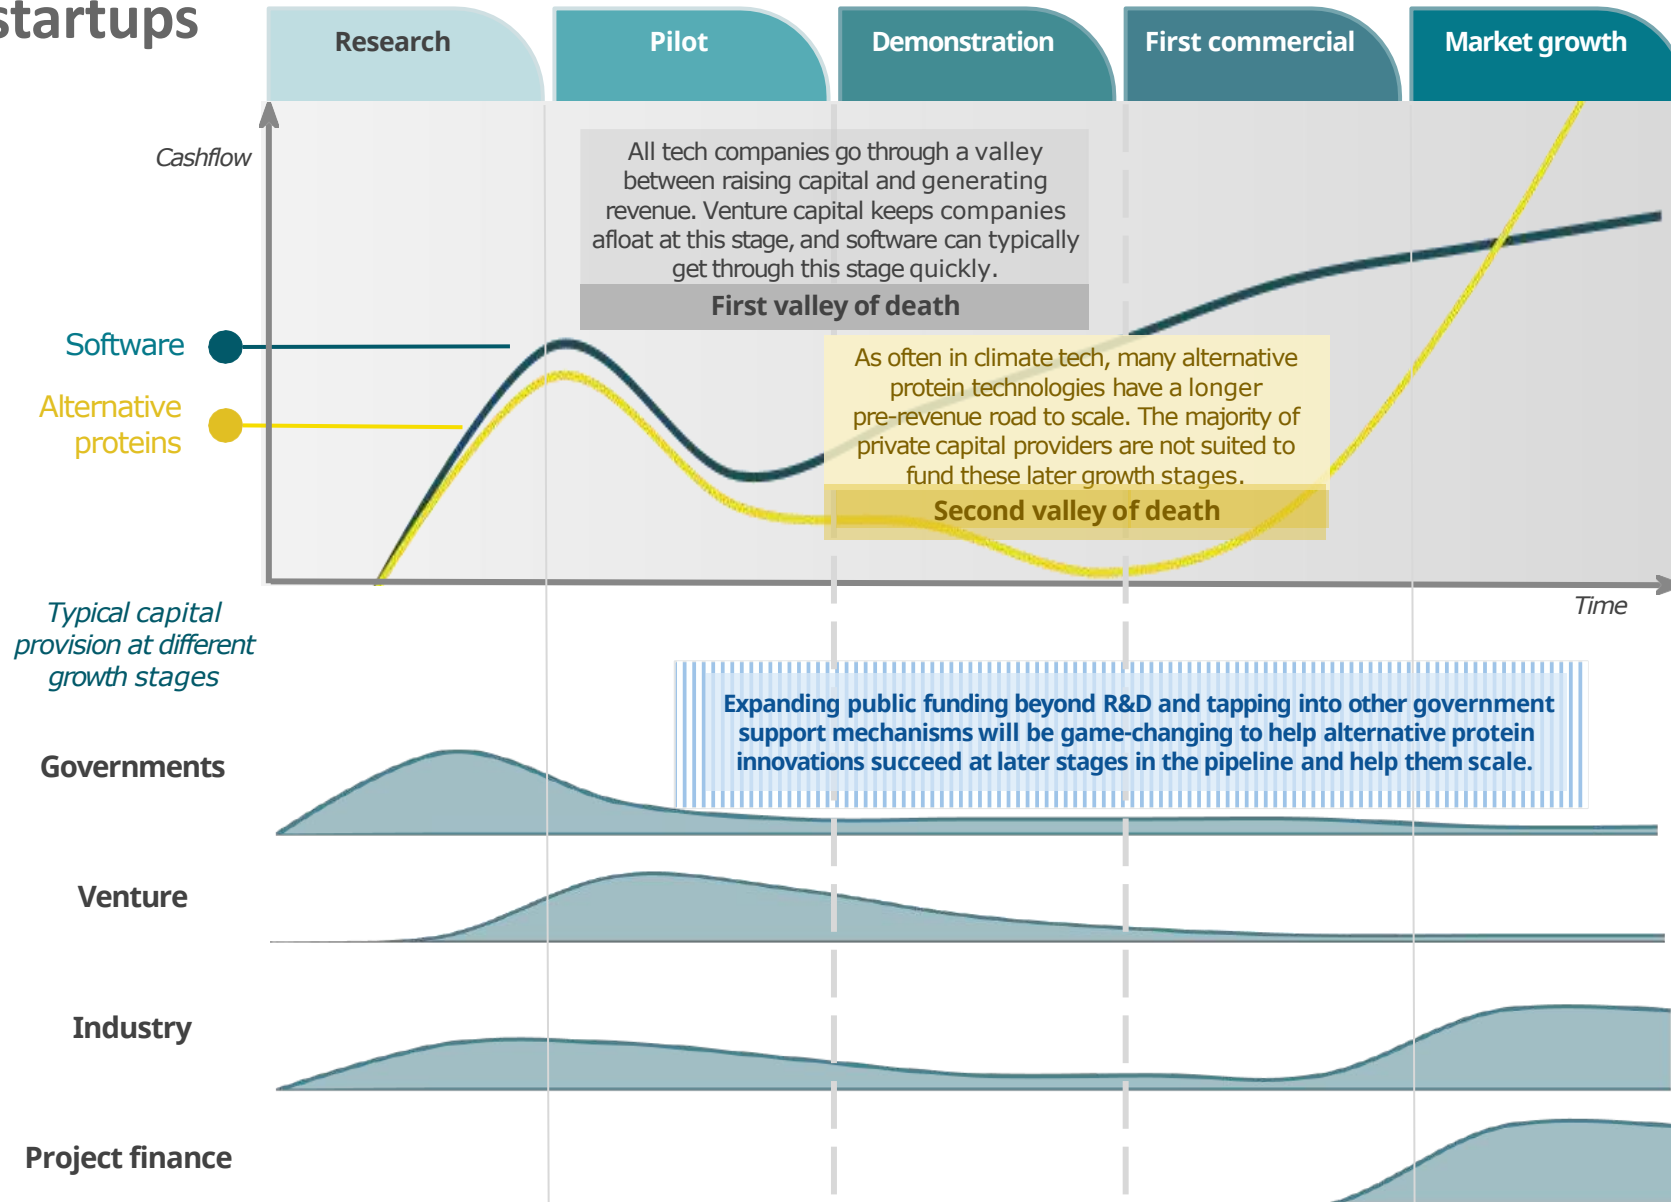 startups
Research
Pilot
Demonstration
First commercial
Market growth
Cashflow
All tech companies go through a valley
between raising capital and generating
revenue. Venture capital keeps companies
afloat at this stage, and software can typically
get through this stage quickly.
First valley of death
Software
As often in climate tech, many alternative
protein technologies have a longer
pre-revenue road to scale. The majority of
private capital providers are not suited to
fund these later growth stages.
Second valley of death
Alternative
proteins
Time
Typical capital
provision at different
growth stages
Expanding public funding beyond R&D and tapping into other government
support mechanisms will be game-changing to help alternative protein
innovations succeed at later stages in the pipeline and help them scale.
Governments
Venture
Industry
Project finance